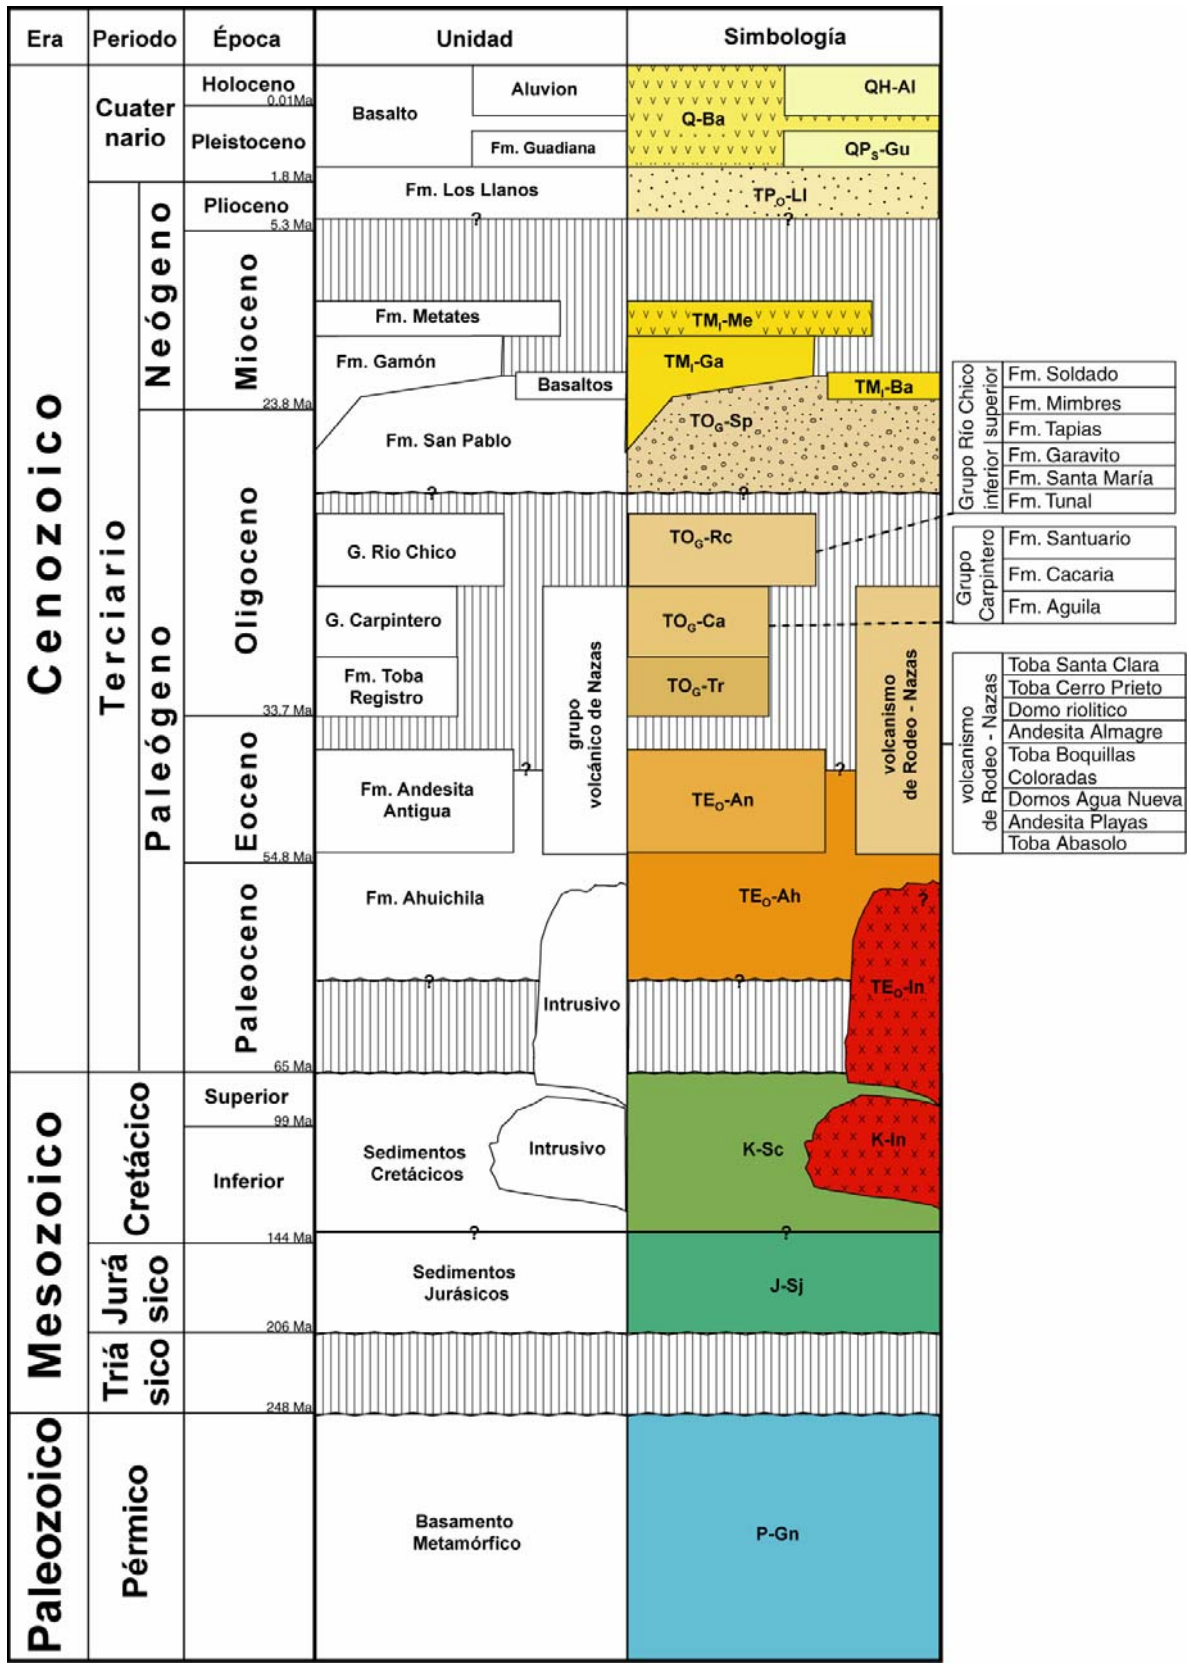 Era
Periodo
Época
Unidad
Simbología
Cenozoico
Cuater
nario
Holoceno
0.01Ma
Pleistoceno
1.8 Ma
Basalto
Aluvion
Fm. Guadiana
Q-Ba
QH-Al
QPS-Gu
Terciario
Neógeno
Plioceno
5.3 Ma
Fm. Los Llanos
?
TPO-Ll
?
Mioceno
23.8 Ma
Fm. Metates
Fm. Gamón
Basaltos
TMI-Me
TMI-Ga
TMI-Ba
Paleógeno
Oligoceno
33.7 Ma
Fm. San Pablo
?
TOG-Sp
?
G. Rio Chico
TOG-Rc
G. Carpintero
TOG-Ca
Fm. Toba
Registro
TOG-Tr
grupo
volcánico de Nazas
volcanismo
de Rodeo - Nazas
Eoceno
54.8 Ma
?
Fm. Andesita
Antigua
?
TEO-An
Paleoceno
65 Ma
Fm. Ahuichila
?
Intrusivo
TEO-Ah
?
?
TEO-In
Mesozoico
Cretácico
Superior
99 Ma
Inferior
144 Ma
Sedimentos
Cretácicos
Intrusivo
?
K-Sc
K-In
?
Jurá
sico
206 Ma
Sedimentos
Jurásicos
J-Sj
Triá
sico
248 Ma
Paleozoico
Pérmico
Basamento
Metamórfico
P-Gn
Grupo Río Chico
inferior superior
Fm. Soldado
Fm. Mimbres
Fm. Tapias
Fm. Garavito
Fm. Santa María
Fm. Tunal
Grupo
Carpintero
Fm. Santuario
Fm. Cacaria
Fm. Aguila
volcanismo
de Rodeo - Nazas
Toba Santa Clara
Toba Cerro Prieto
Domo riolitico
Andesita Almagre
Toba Boquillas
Coloradas
Domos Agua Nueva
Andesita Playas
Toba Abasolo